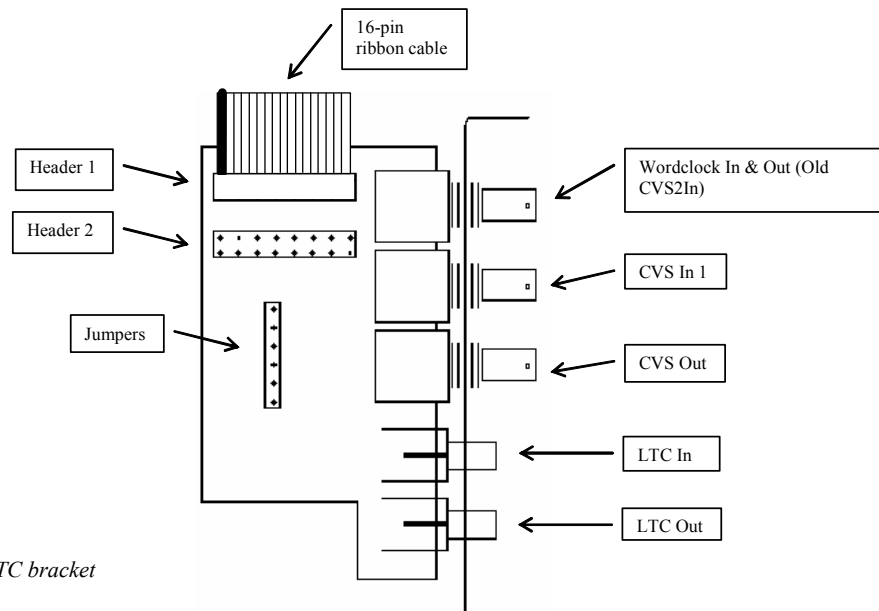 16-pin
ribbon cable
Header 1
Wordclock In & Out (Old
CVS2In)
Header 2
CVS In 1
Jumpers
CVS Out
LTC In
LTC Out
TC bracket